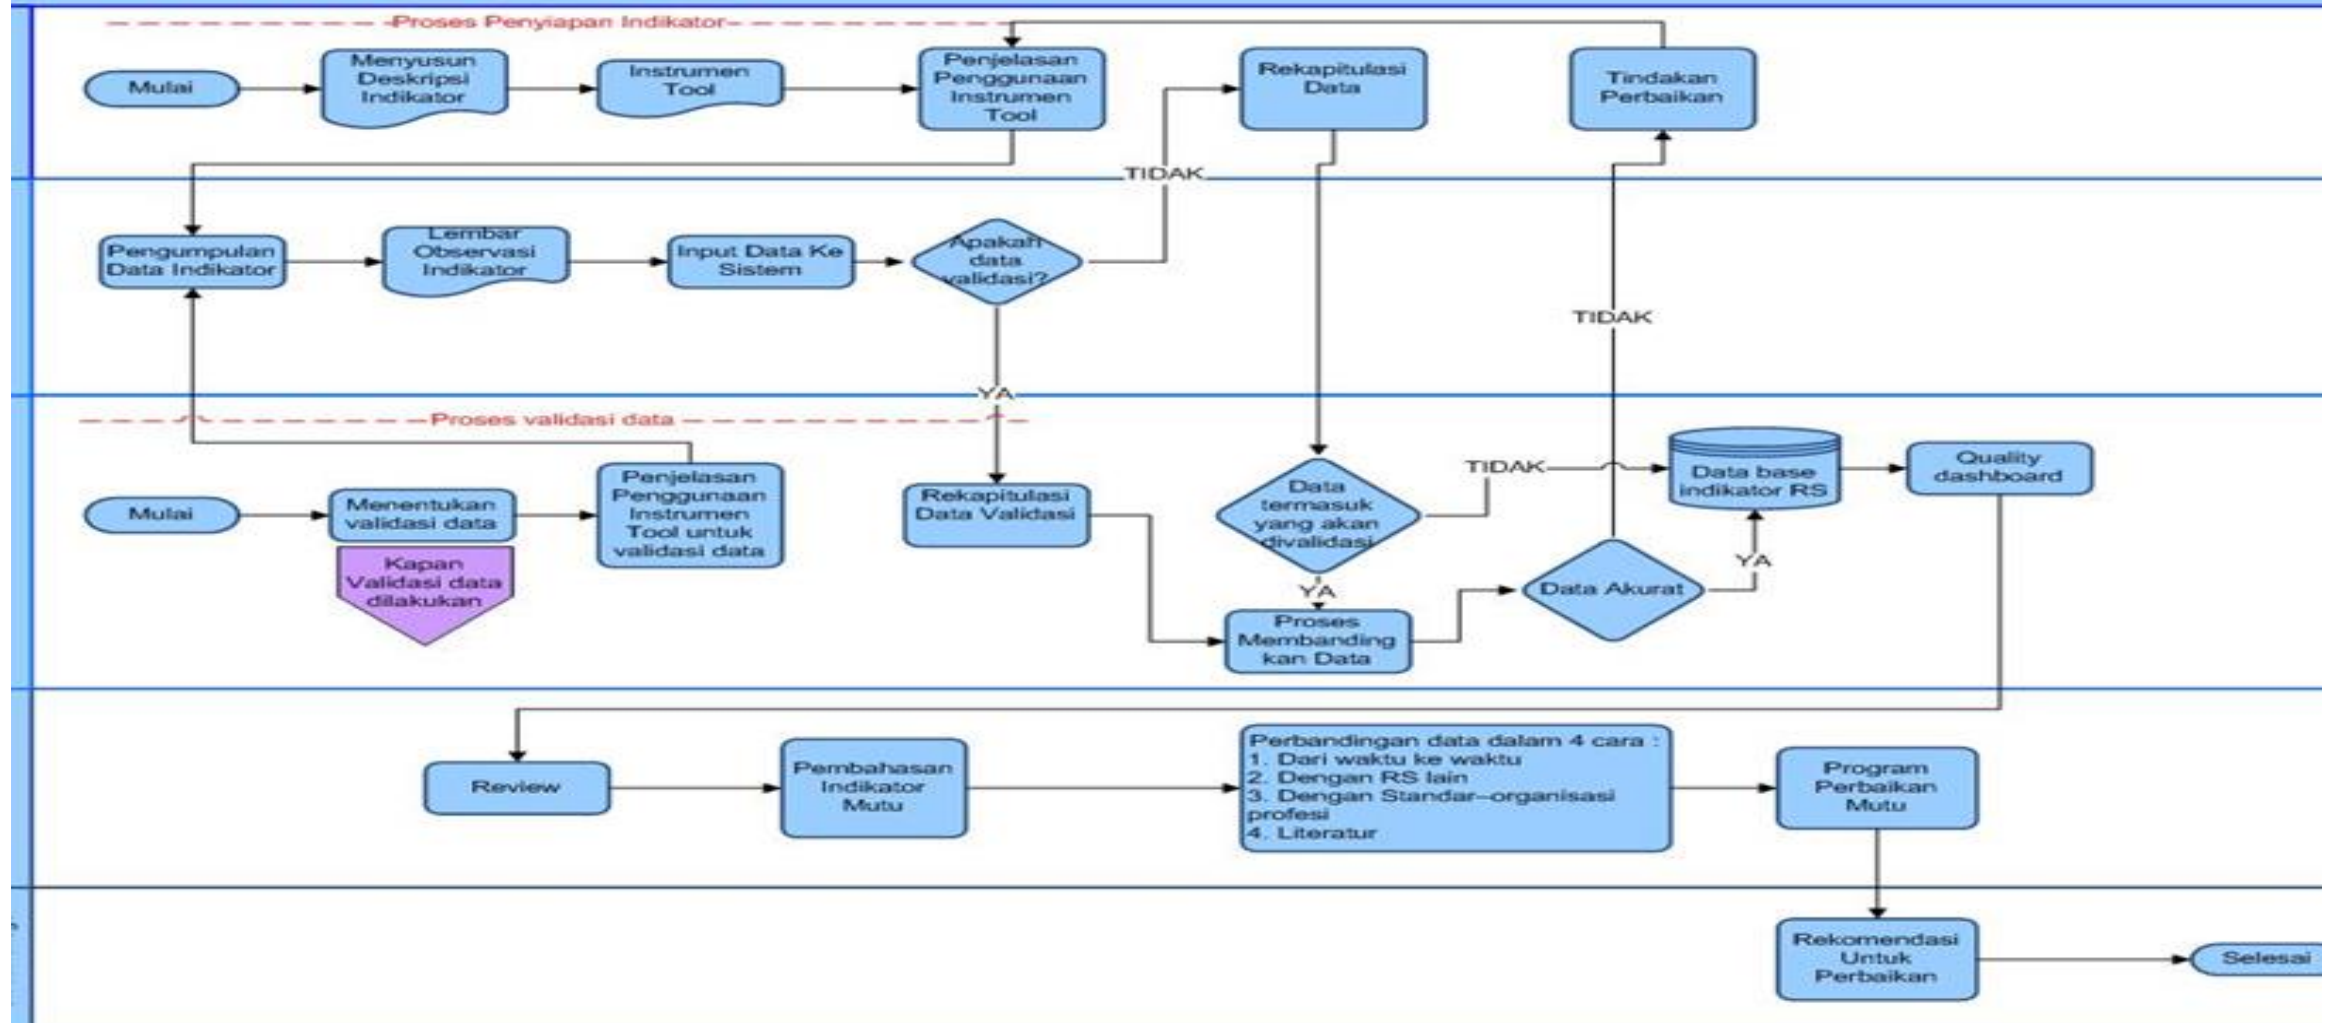 Proses Penyiapan Indikator
Mulai
Menyusun
Deskripsi
Indikator
Instrumen
Tool
Penjelasan
Penggunaan
Instrumen
Tool
Rekapitulasi
Data
Tindakan
Perbaikan
TIDAK
Pengumpulan
Data Indikator
Lembar
Observasi
Indikator
Input Data Ke
Sistem
Apakah
data
validasi?
TIDAK
YA
Proses validasi data
Mulai
Menentukan
validasi data
Kapan
Validasi data
dilakukan
Penjelasan
Penggunaan
Instrumen
Tool untuk
validasi data
Rekapitulasi
Data Validasi
Data
termasuk
yang akan
divalidasi
TIDAK
YA
Proses
Membanding
kan Data
Data Akurat
YA
Data base
indikator RS
Quality
dashboard
Review
Pembahasan
Indikator
Mutu
Perbandingan data dalam 4 cara :
1. Dari waktu ke waktu
2. Dengan RS lain
3. Dengan Standar–organisasi
profesi
4. Literatur
Program
Perbaikan
Mutu
Rekomendasi
Untuk
Perbaikan
Selesai